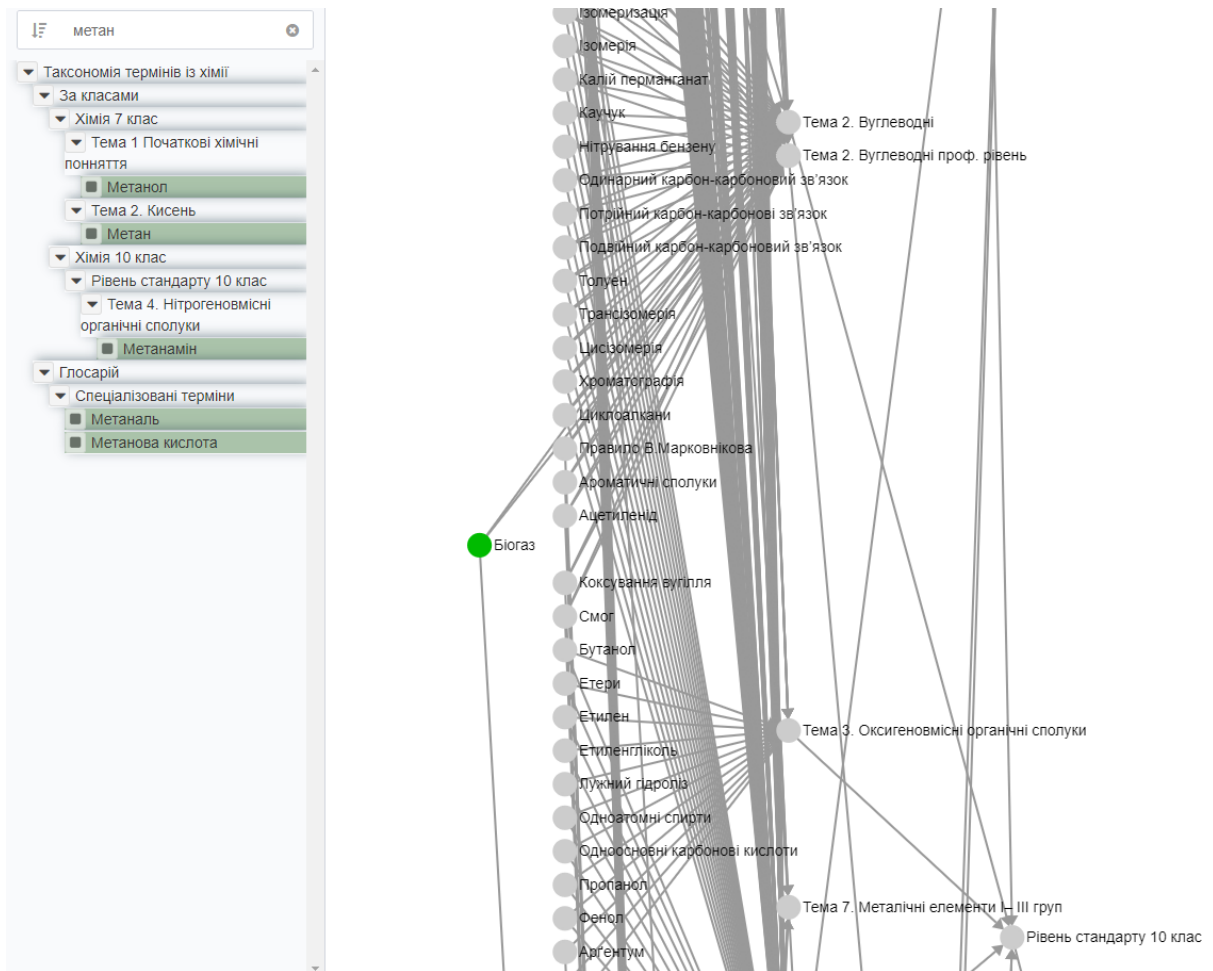 метан
Таксономія термінів із хімії
За класами
Хімія 7 клас
Тема 1 Початкові хімічні
понняття
Метанол
Тема 2. Кисень
Метан
Хімія 10 клас
Рівень стандарту 10 клас
Тема 4. Нітрогеновмісні
органічні сполуки
Метанамін
Глосарій
Спеціалізовані терміни
Метаналь
Метанова кислота
Ізомеризація
Ізомерія
Калій перманганат
Каучук
Тема 2. Вуглеводні
Нітрування бензену
Тема 2. Вуглеводні проф. рівень
Одинарний карбон-карбоновий зв'язок
Потрійний карбон-карбонові зв'язок
Подвійний карбон-карбоновий зв'язок
Толуен
Трансізомерія
Цисізомерія
Хроматографія
Циклоалкани
Правило В.Марковнікова
Ароматичні сполуки
Ацетиленід
Біогаз
Коксування вугілля
Смог
Бутанол
Етери
Етилен
Тема 3. Оксигеновмісні органічні сполуки
Етиленгліколь
Лужний гідроліз
Одноатомні спирти
Одноосновні карбонові кислоти
Пропанол
Тема 7. Металічні елементи І– ІІІ груп
Фенол
Рівень стандарту 10 клас
Арґентум